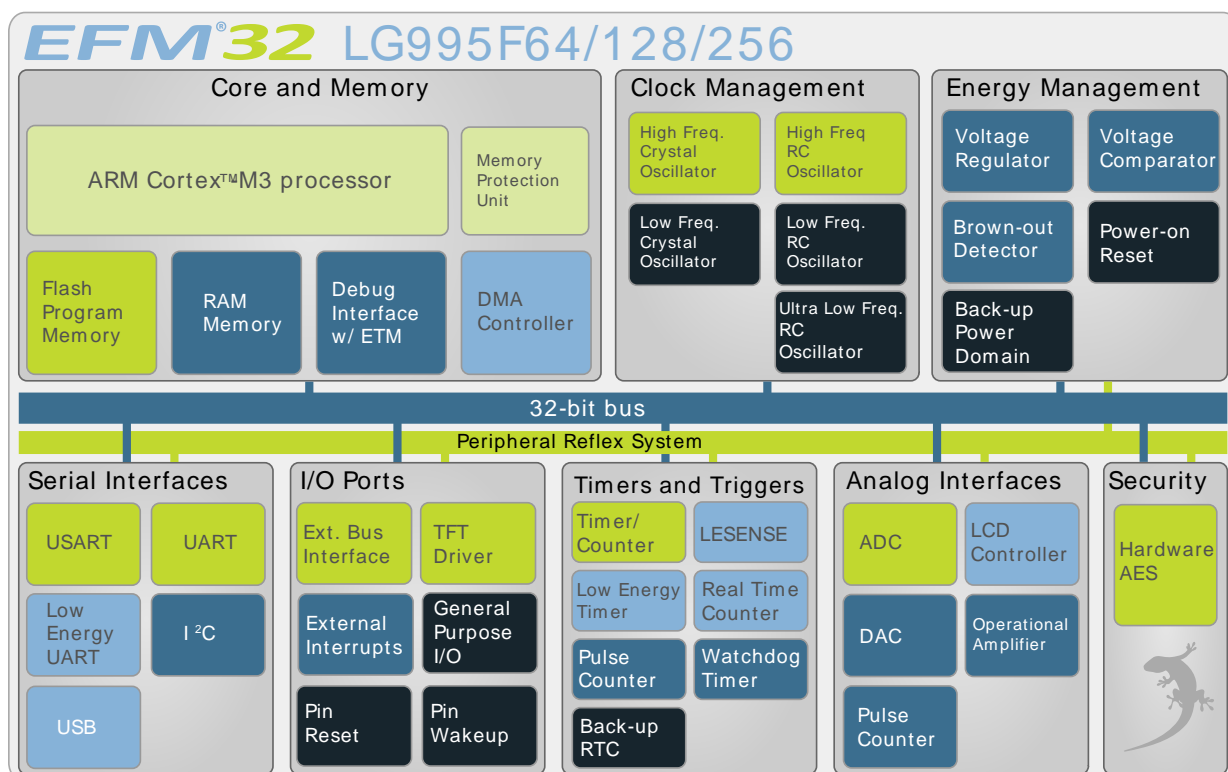 EFM®32 LG995F64/128/256
Core and Memory
ARM Cortex™M3 processor
Memory
Protection
Unit
Flash
Program
Memory
RAM
Memory
Debug
Interface
w/ ETM
DMA
Controller
Clock Management
High Freq.
Crystal
Oscillator
High Freq
RC
Oscillator
Low Freq.
Crystal
Oscillator
Low Freq.
RC
Oscillator
Ultra Low Freq.
RC
Oscillator
Energy Management
Voltage
Regulator
Voltage
Comparator
Brown-out
Detector
Power-on
Reset
Back-up
Power
Domain
32-bit bus
Peripheral Reflex System
Serial Interfaces
USART
UART
Low
Energy
UART
I²C
USB
I/O Ports
Ext. Bus
Interface
TFT
Driver
External
Interrupts
General
Purpose
I/O
Pin
Reset
Pin
Wakeup
Timers and Triggers
Timer/
Counter
LESENSE
Low Energy
Timer
Real Time
Counter
Pulse
Counter
Watchdog
Timer
Back-up
RTC
Analog Interfaces
ADC
LCD
Controller
DAC
Operational
Amplifier
Pulse
Counter
Security
Hardware
AES